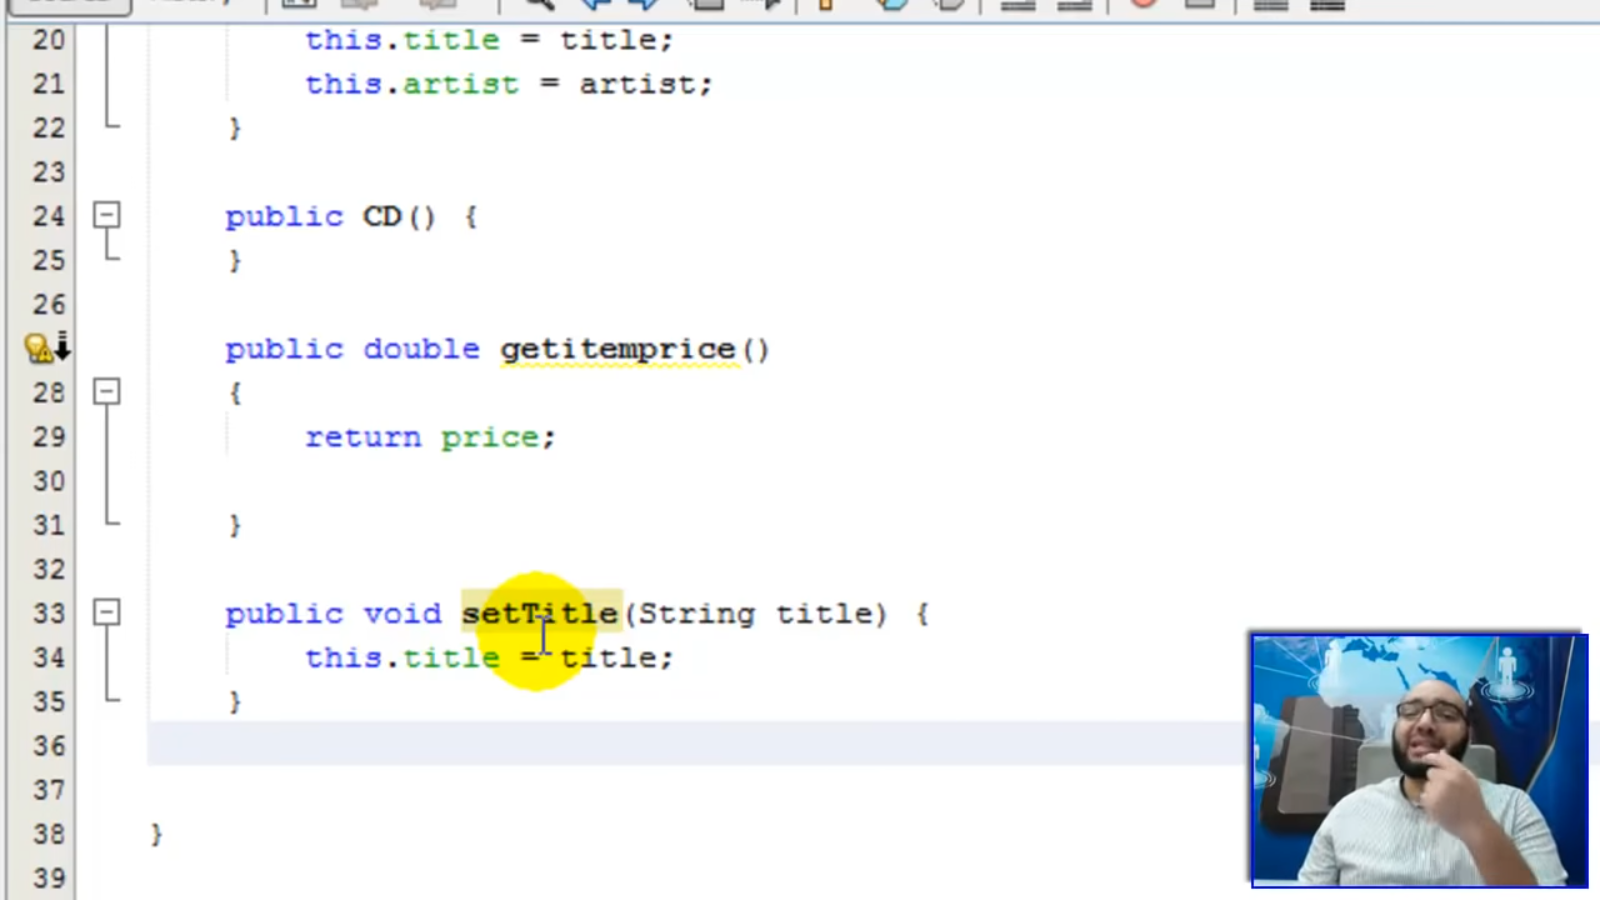 20 this.title = title;
21 this.artist = artist;
22 }
23
24 public CD() {
25 }
26
public double getitemprice()
28 {
29 return price;
30
31 }
32
33 public void setTitle(String title) {
34 this.title = title;
35 }
36
37
38 }
39